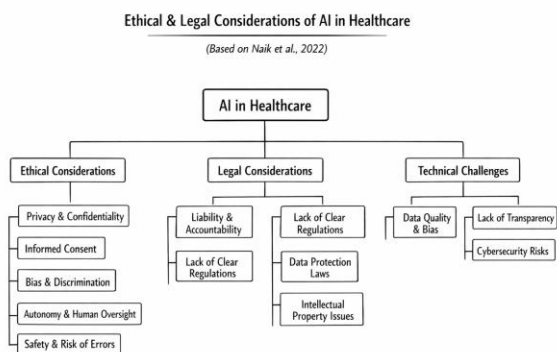 Ethical & Legal Considerations of AI in Healthcare
(Based on Naik et al., 2022)
AI in Healthcare
Ethical Considerations
Privacy & Confidentiality
Informed Consent
Bias & Discrimination
Autonomy & Human Oversight
Safety & Risk of Errors
Legal Considerations
Liability &
Accountability
Lack of Clear
Regulations
Lack of Clear
Regulations
Data Protection
Laws
Intellectual
Property Issues
Technical Challenges
Data Quality
& Bias
Lack of Transparency
Cybersecurity Risks